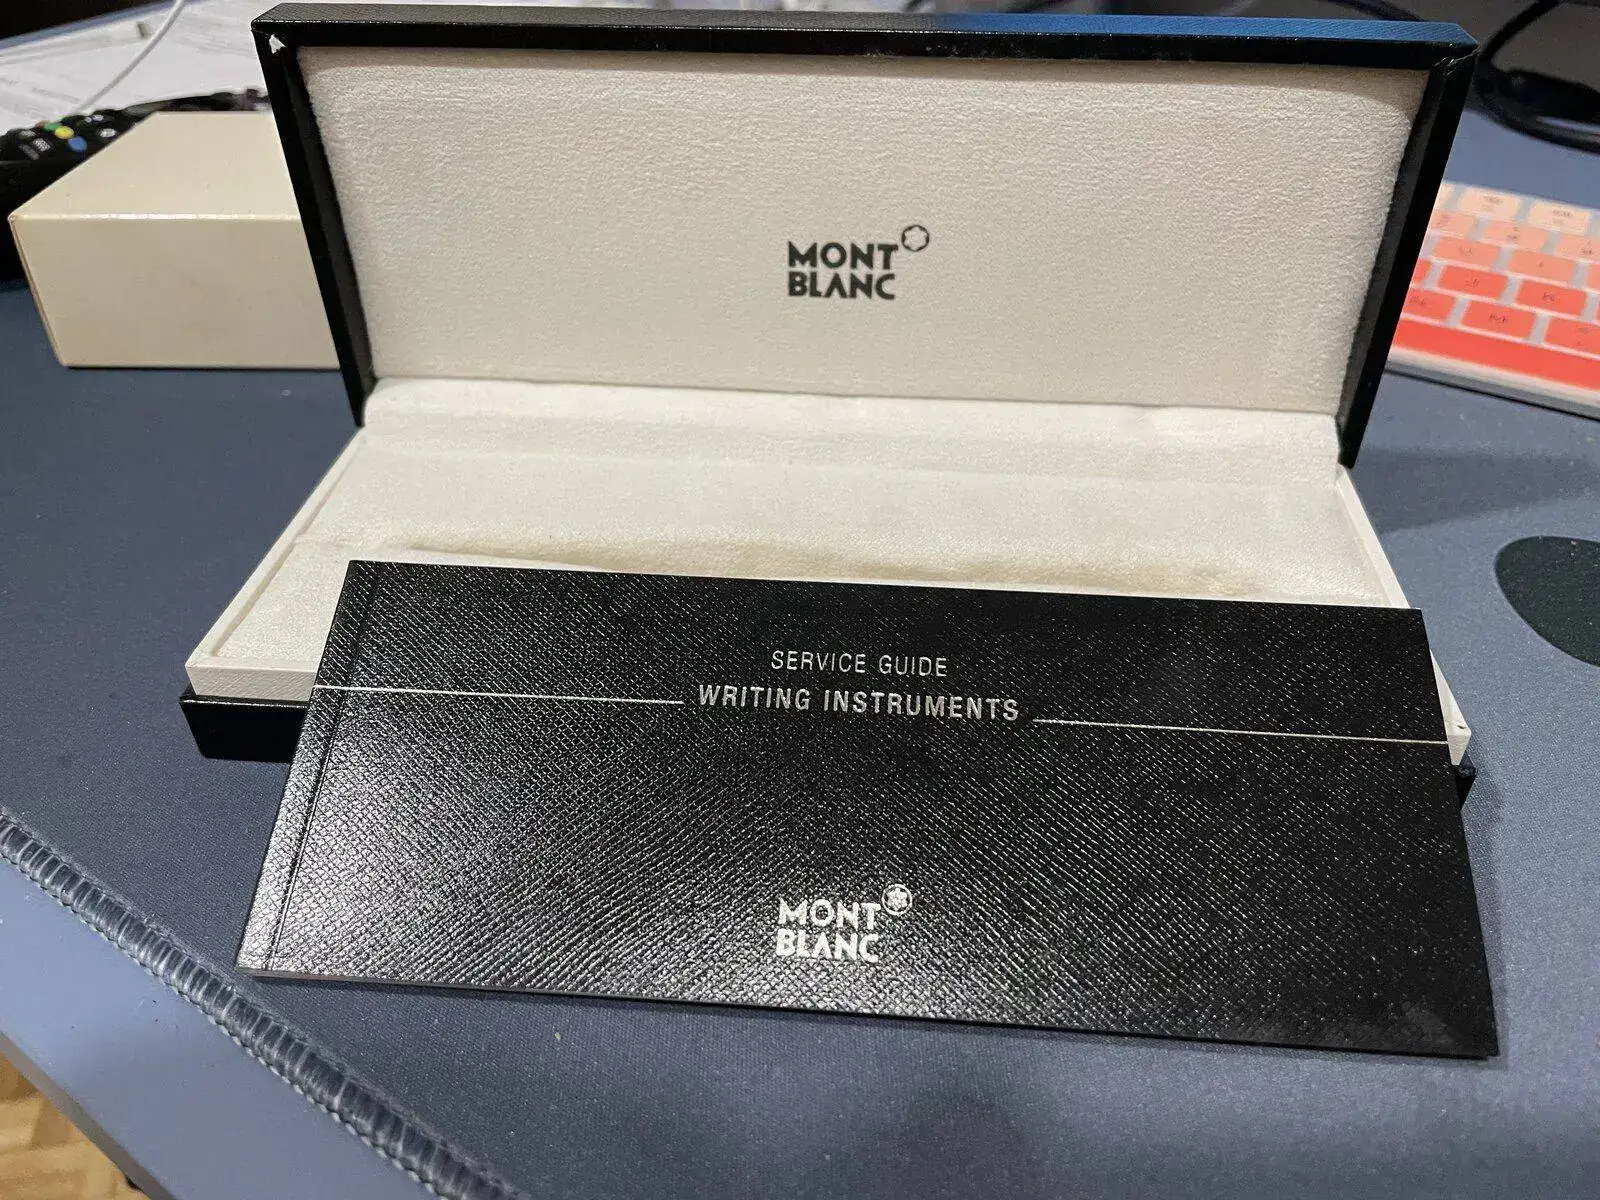 MONT
BLANC
SERVICE GUIDE
WRITING INSTRUMENTS
MONT
BLANC